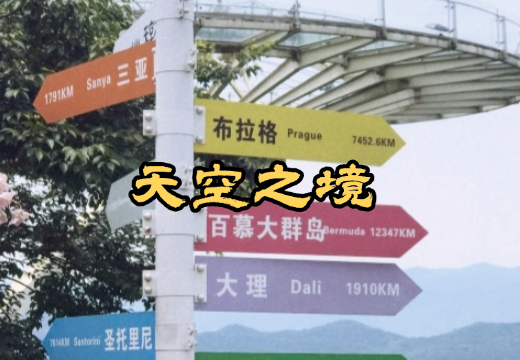 1791KM Sanya 三亚
布拉格 Prague 7452.6KM
天空之境
百慕大群岛 Bermuda 12347KM
大理 Dali 1910KM
7614KM Santorini 圣托里尼